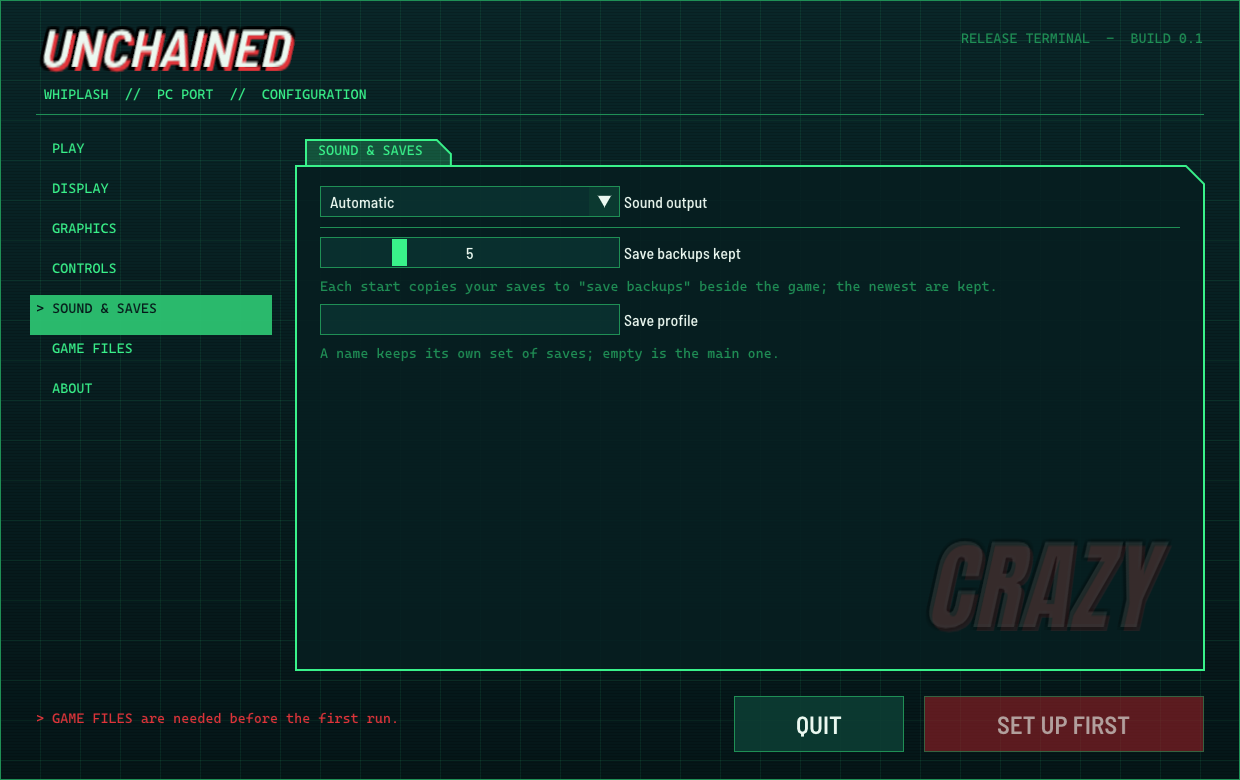 UNCHAINED
RELEASE TERMINAL – BUILD 0.1
WHIPLASH // PC PORT // CONFIGURATION
PLAY
DISPLAY
GRAPHICS
CONTROLS
> SOUND & SAVES
GAME FILES
ABOUT
SOUND & SAVES
Automatic ▼ Sound output
5 Save backups kept
Each start copies your saves to "save backups" beside the game; the newest are kept.
Save profile
A name keeps its own set of saves; empty is the main one.
CRAZY
> GAME FILES are needed before the first run.
QUIT
SET UP FIRST